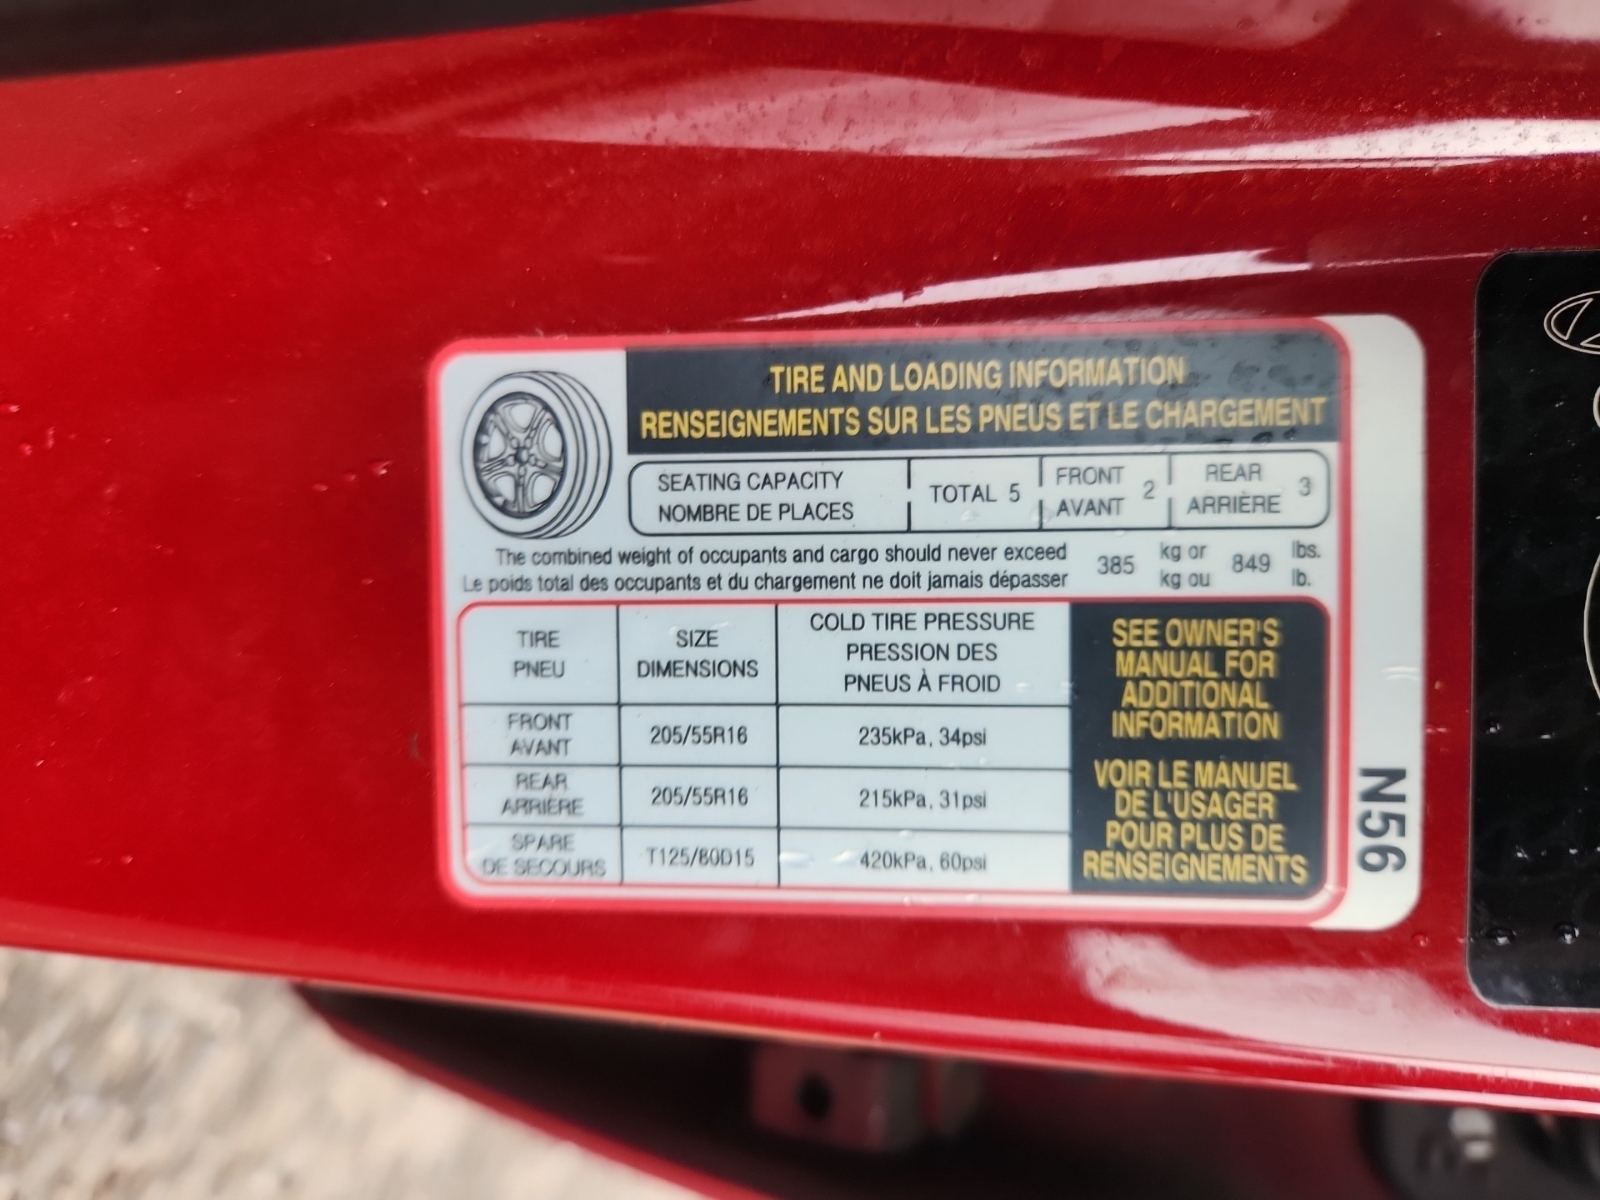 TIRE AND LOADING INFORMATION
RENSEIGNEMENTS SUR LES PNEUS ET LE CHARGEMENT
SEATING CAPACITY
NOMBRE DE PLACES
TOTAL 5
FRONT
AVANT
2
REAR
ARRIÈRE
3
The combined weight of occupants and cargo should never exceed 385 kg or 849 lbs.
Le poids total des occupants et du chargement ne doit jamais dépasser kg ou lb.
TIRE
PNEU
SIZE
DIMENSIONS
COLD TIRE PRESSURE
PRESSION DES
PNEUS À FROID
FRONT
AVANT
205/55R16
235kPa, 34psi
REAR
ARRIÈRE
205/55R16
215kPa, 31psi
SPARE
DE SECOURS
T125/80D15
420kPa, 60psi
SEE OWNER'S
MANUAL FOR
ADDITIONAL
INFORMATION
VOIR LE MANUEL
DE L'USAGER
POUR PLUS DE
RENSEIGNEMENTS
N56